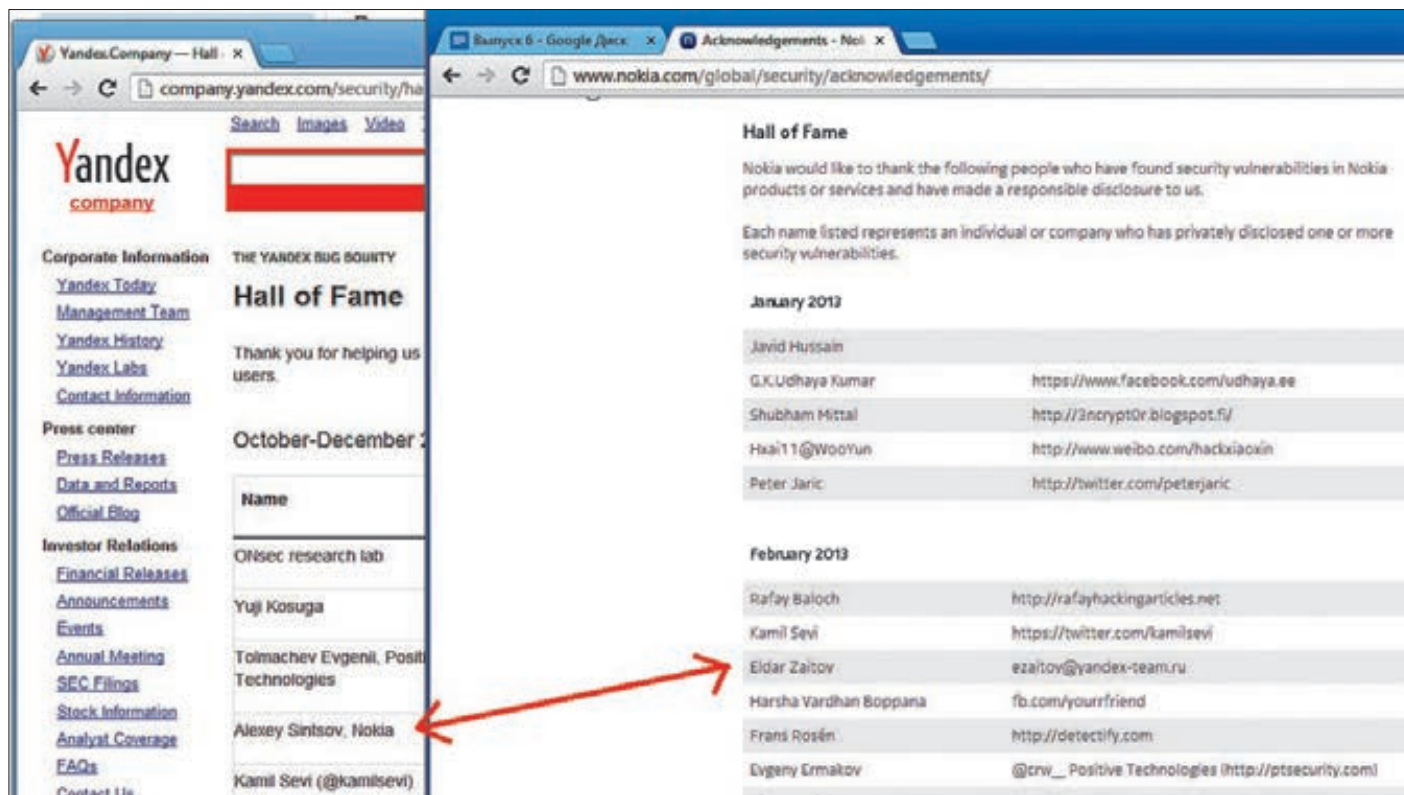 Yandex.Company — Hall
company.yandex.com/security/ha
Search Images Video
Yandex
company
Corporate Information
Yandex Today
Management Team
Yandex History
Yandex Labs
Contact Information
Press center
Press Releases
Data and Reports
Official Blog
Investor Relations
Financial Releases
Announcements
Events
Annual Meeting
SEC Filings
Stock Information
Analyst Coverage
FAQs
Contact Us
THE YANDEX BUG BOUNTY
Hall of Fame
Thank you for helping us
users.
October-December 2
Name
ONsec research lab
Yuji Kosuga
Tolmachev Evgenii, Posit
Technologies
Alexey Sintsov, Nokia
Kamil Sevi (@kamilsevi)
Выпуск 6 - Google Диск
Acknowledgements - Noki
www.nokia.com/global/security/acknowledgements/
Hall of Fame
Nokia would like to thank the following people who have found security vulnerabilities in Nokia
products or services and have made a responsible disclosure to us.
Each name listed represents an individual or company who has privately disclosed one or more
security vulnerabilities.
January 2013
Javid Hussain
G.K.Udhaya Kumar https://www.facebook.com/udhaya.ee
Shubham Mittal http://3ncrypt0r.blogspot.fi/
Hxai11@WooYun http://www.weibo.com/hackxiaoxin
Peter Jaric http://twitter.com/peterjaric
February 2013
Rafay Baloch http://rafayhackingarticles.net
Kamil Sevi https://twitter.com/kamilsevi
Eldar Zaitov ezaitov@yandex-team.ru
Harsha Vardhan Boppana fb.com/yourrfriend
Frans Rosén http://detectify.com
Evgeny Ermakov @crw__ Positive Technologies (http://ptsecurity.com)